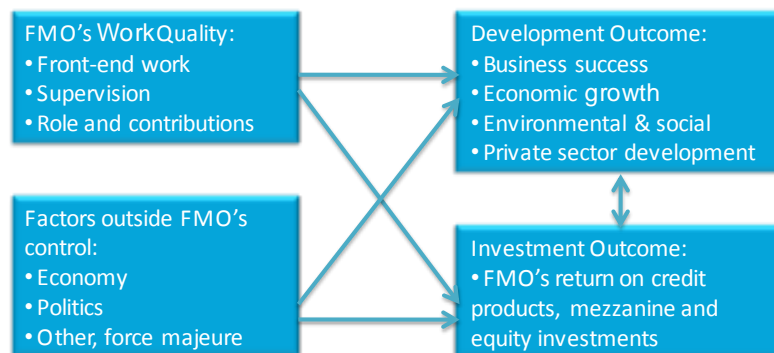 FMO's WorkQuality:
• Front-end work
• Supervision
• Role and contributions
Development Outcome:
• Business success
• Economic growth
• Environmental & social
• Private sector development
Factors outside FMO's
control:
• Economy
• Politics
• Other, force majeure
Investment Outcome:
• FMO's return on credit
products, mezzanine and
equity investments